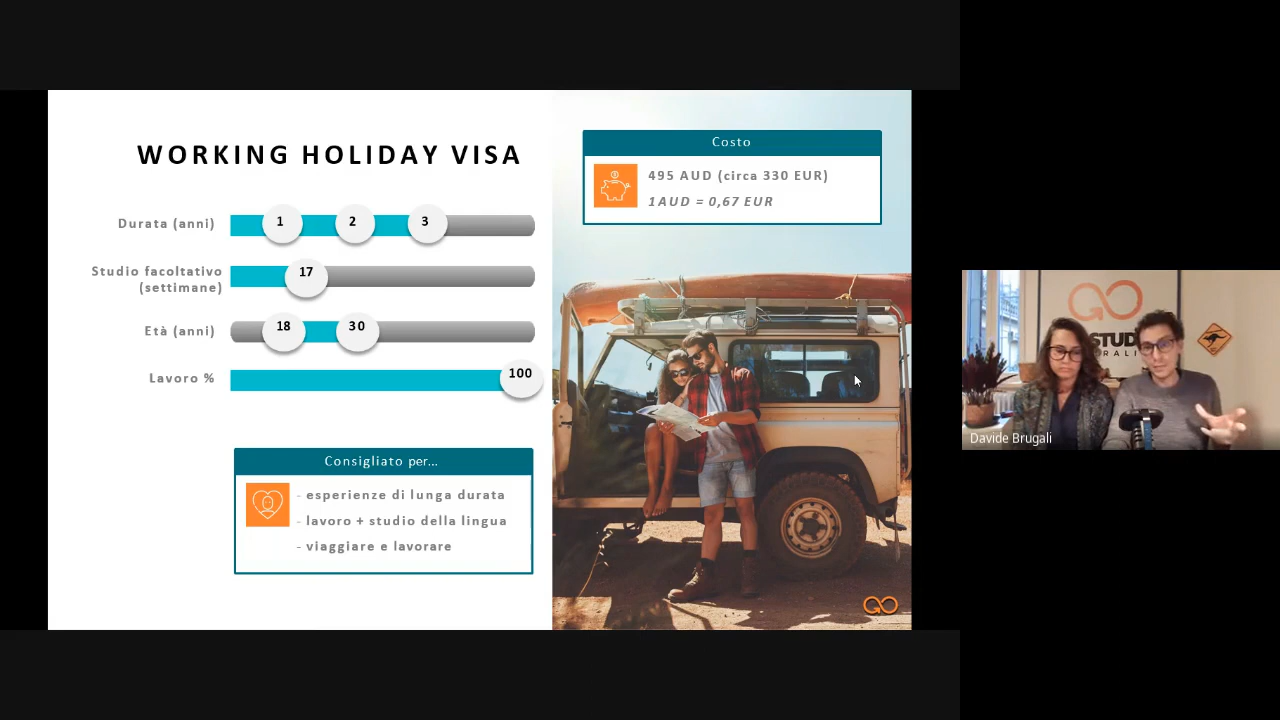 WORKING HOLIDAY VISA
Durata (anni)
1
2
3
Studio facoltativo
(settimane)
17
Età (anni)
18
30
Lavoro %
100
Consigliato per...
- esperienze di lunga durata
- lavoro + studio della lingua
- viaggiare e lavorare
Costo
495 AUD (circa 330 EUR)
1AUD = 0,67 EUR
Davide Brugali